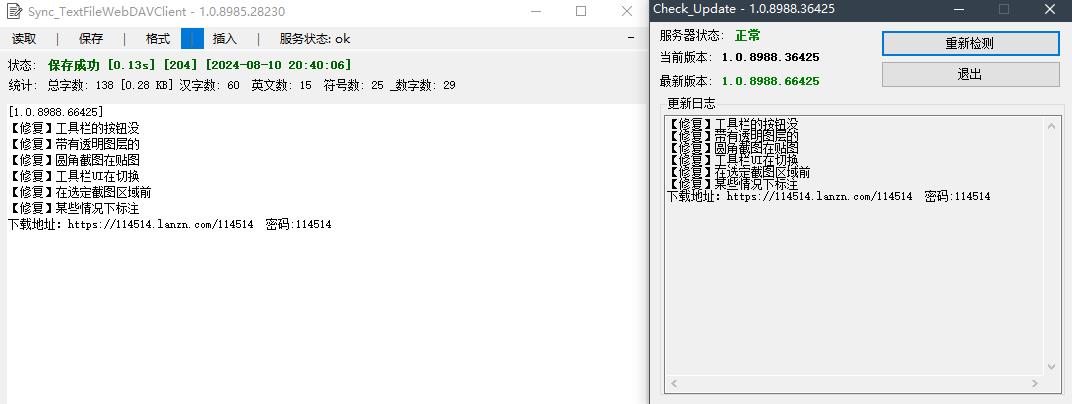 Sync_TextFileWebDAVClient - 1.0.8985.28230
读取 | 保存 | 格式 | 插入 | 服务状态: ok
状态: 保存成功 [0.13s] [204] [2024-08-10 20:40:06]
统计: 总字数: 138 [0.28 KB] 汉字数: 60 英文数: 15 符号数: 25 _数字数: 29
[1.0.8988.66425]
【修复】工具栏的按钮没
【修复】带有透明图层的
【修复】圆角截图在贴图
【修复】工具栏UI在切换
【修复】在选定截图区域前
【修复】某些情况下标注
下载地址: https://114514.lanzn.com/114514 密码:114514
Check_Update - 1.0.8988.36425
服务器状态: 正常
当前版本: 1.0.8988.36425
最新版本: 1.0.8988.66425
重新检测
退出
更新日志
【修复】工具栏的按钮没
【修复】带有透明图层的
【修复】圆角截图在贴图
【修复】工具栏UI在切换
【修复】在选定截图区域前
【修复】某些情况下标注
下载地址: https://114514.lanzn.com/114514 密码:114514